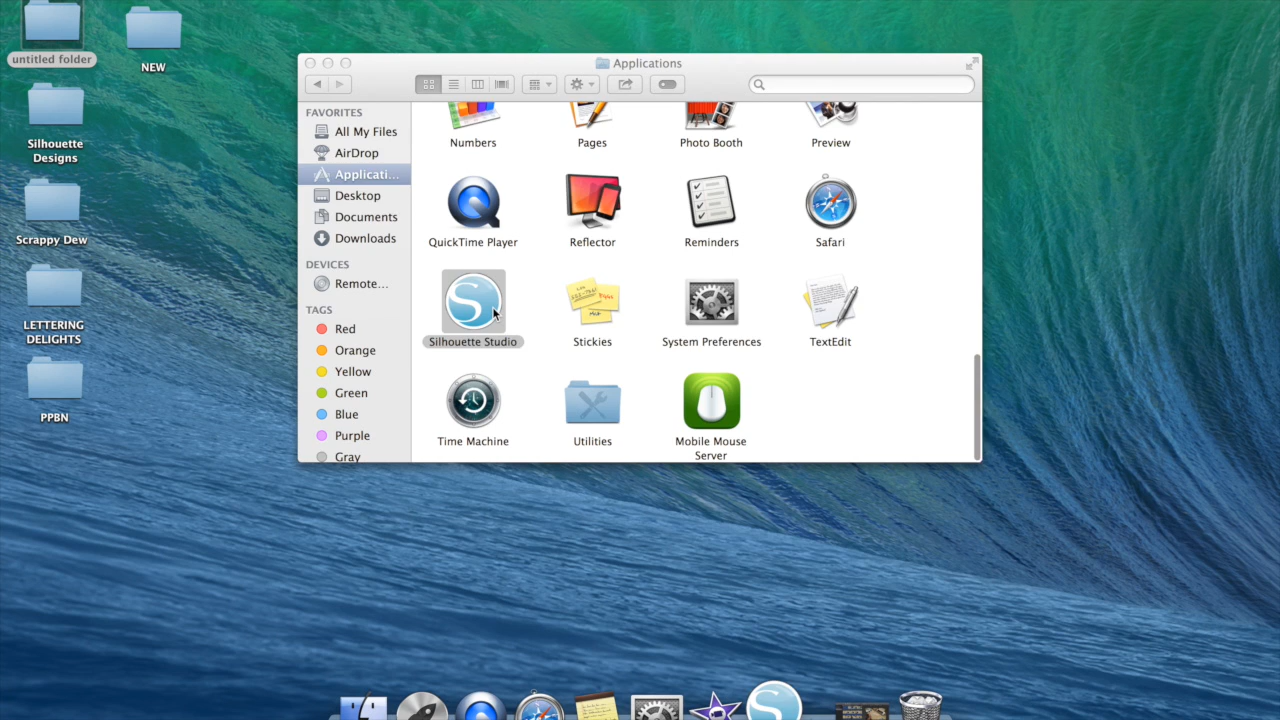 untitled folder
NEW
Silhouette
Designs
Scrappy Dew
LETTERING
DELIGHTS
PPBN
Applications
FAVORITES
All My Files
AirDrop
Applicati...
Desktop
Documents
Downloads
DEVICES
Remote...
TAGS
Red
Orange
Yellow
Green
Blue
Purple
Gray
Numbers
Pages
Photo Booth
Preview
QuickTime Player
Reflector
Reminders
Safari
Silhouette Studio
Stickies
System Preferences
TextEdit
Time Machine
Utilities
Mobile Mouse
Server